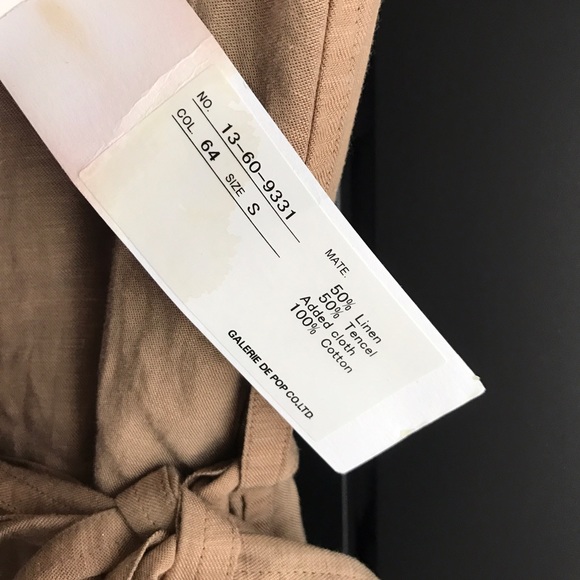 NO. 13-60-9331
COL. 64 SIZE S
MATE.
50% Linen
50% Tencel
Added cloth
100% Cotton
GALERIE DE POP CO.,LTD.